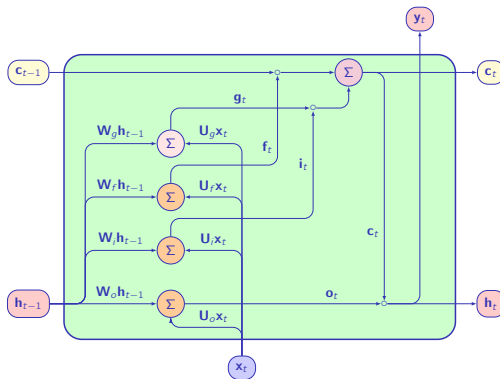 y_t
c_{t−1}
Σ
c_t
g_t
W_g h_{t−1}
U_g x_t
Σ
f_t
i_t
W_f h_{t−1}
U_f x_t
Σ
W_i h_{t−1}
U_i x_t
Σ
c_t
W_o h_{t−1}
o_t
h_{t−1}
Σ
h_t
U_o x_t
x_t